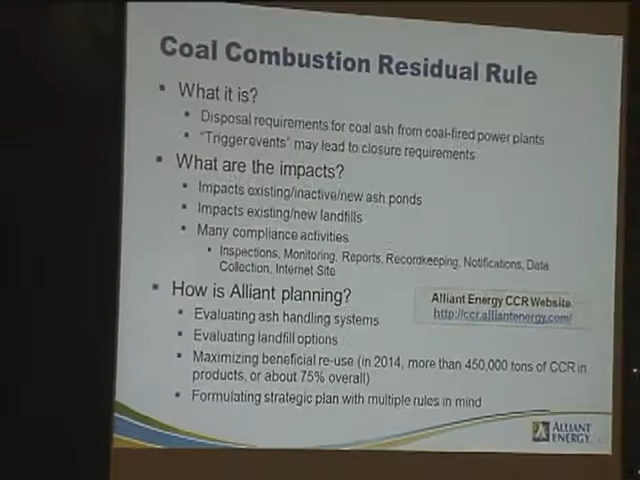 Coal Combustion Residual Rule
What it is?
Disposal requirements for coal ash from coal-fired power plants
"Trigger events" may lead to closure requirements
What are the impacts?
Impacts existing/inactive/new ash ponds
Impacts existing/new landfills
Many compliance activities
Inspections, Monitoring, Reports, Recordkeeping, Notifications, Data
Collection, Internet Site
How is Alliant planning?
Alliant Energy CCR Website
http://ccr.alliantenergy.com/
Evaluating ash handling systems
Evaluating landfill options
Maximizing beneficial re-use (in 2014, more than 450,000 tons of CCR in
products, or about 75% overall)
Formulating strategic plan with multiple rules in mind
ALLIANT
ENERGY